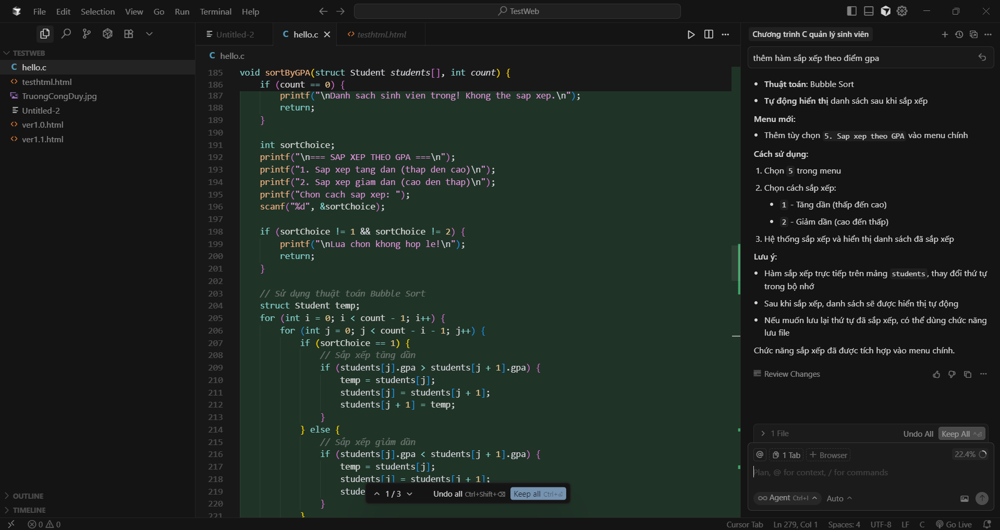 File Edit Selection View Go Run Terminal Help
TestWeb
Untitled-2
C hello.c
<> testhtml.html
Chương trình C quản lý sinh viên
TESTWEB
C hello.c
<> testhtml.html
TruongCongDuy.jpg
Untitled-2
<> ver1.0.html
<> ver1.1.html
OUTLINE
TIMELINE
C hello.c
185 void sortByGPA(struct Student students[], int count) {
186 if (count == 0) {
187 printf("\nDanh sach sinh vien trong! Khong the sap xep.\n");
188 return;
189 }
190
191 int sortChoice;
192 printf("\n=== SAP XEP THEO GPA ===\n");
193 printf("1. Sap xep tang dan (thap den cao)\n");
194 printf("2. Sap xep giam dan (cao den thap)\n");
195 printf("Chon cach sap xep: ");
196 scanf("%d", &sortChoice);
197
198 if (sortChoice != 1 && sortChoice != 2) {
199 printf("\nLua chon khong hop le!\n");
200 return;
201 }
202
203 // Sử dụng thuật toán Bubble Sort
204 struct Student temp;
205 for (int i = 0; i < count - 1; i++) {
206 for (int j = 0; j < count - i - 1; j++) {
207 if (sortChoice == 1) {
208 // Sắp xếp tăng dần
209 if (students[j].gpa > students[j + 1].gpa) {
210 temp = students[j];
211 students[j] = students[j + 1];
212 students[j + 1] = temp;
213 }
214 } else {
215 // Sắp xếp giảm dần
216 if (students[j].gpa < students[j + 1].gpa) {
217 temp = students[j];
218 students[j] = students[j + 1];
219 stude
220 }
221 }
1/3 Undo all Ctrl+Shift+⌫ Keep all Ctrl+⏎
thêm hàm sắp xếp theo điểm gpa
• Thuật toán: Bubble Sort
• Tự động hiển thị danh sách sau khi sắp xếp
Menu mới:
• Thêm tùy chọn 5. Sap xep theo GPA vào menu chính
Cách sử dụng:
1. Chọn 5 trong menu
2. Chọn cách sắp xếp:
• 1 - Tăng dần (thấp đến cao)
• 2 - Giảm dần (cao đến thấp)
3. Hệ thống sắp xếp và hiển thị danh sách đã sắp xếp
Lưu ý:
• Hàm sắp xếp trực tiếp trên mảng students, thay đổi thứ tự
trong bộ nhớ
• Sau khi sắp xếp, danh sách sẽ được hiển thị tự động
• Nếu muốn lưu lại thứ tự đã sắp xếp, có thể dùng chức năng
lưu file
Chức năng sắp xếp đã được tích hợp vào menu chính.
Review Changes
1 File Undo All Keep All ^⏎
@ 1 Tab + Browser 22.4%
Plan, @ for context, / for commands
∞ Agent Ctrl+I Auto
0 0
Cursor Tab Ln 279, Col 1 Spaces: 4 UTF-8 LF C Go Live